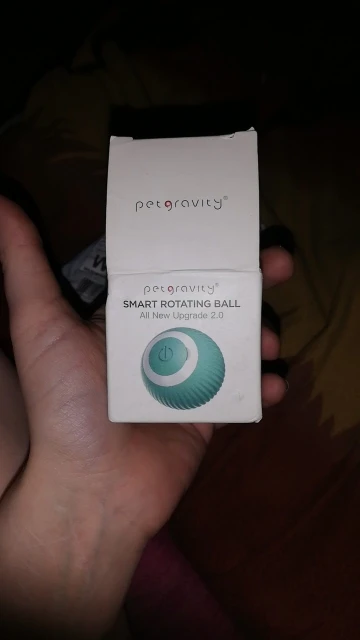 petgravity®
petgravity®
SMART ROTATING BALL
All New Upgrade 2.0